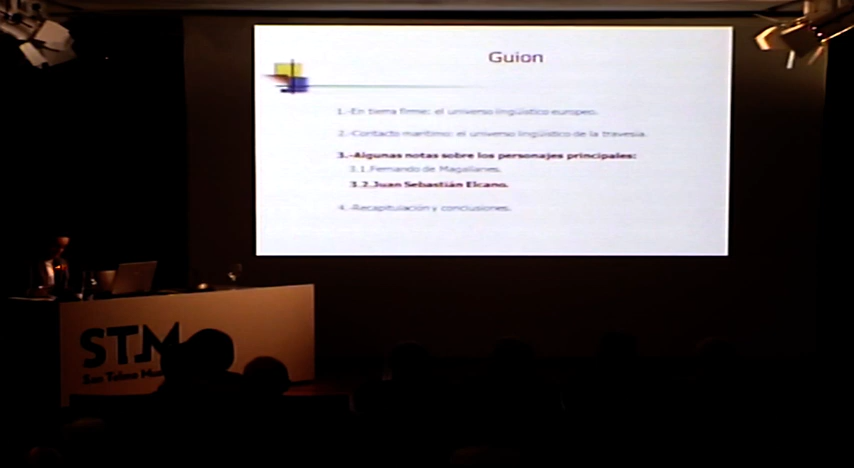 Guion
1.-En tierra firme: el universo lingüístico europeo.
2.-Contacto marítimo: el universo lingüístico de la travesía.
3.-Algunas notas sobre los personajes principales:
3.1.Fernando de Magallanes.
3.2.Juan Sebastián Elcano.
4.-Recapitulación y conclusiones.
STM
San Telmo